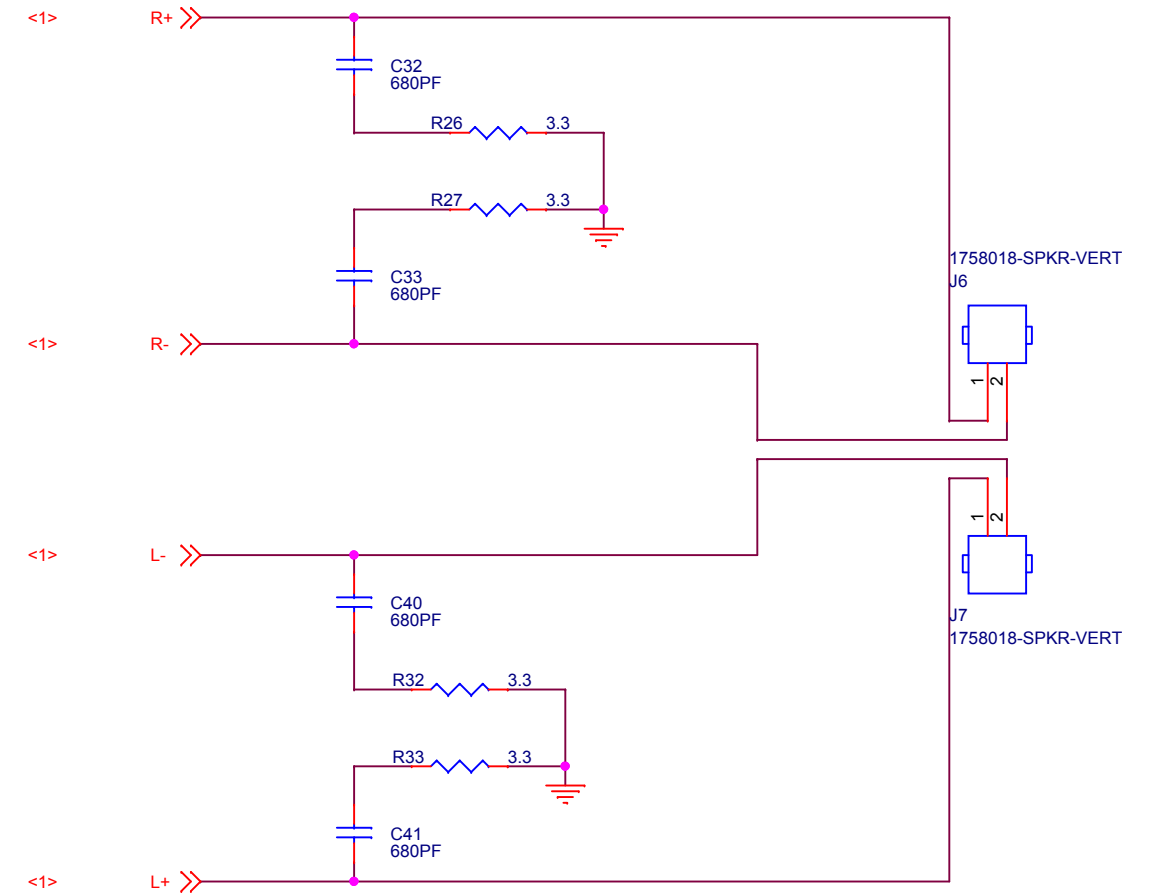 <1> R+
C32
680PF
R26 3.3
R27 3.3
C33
680PF
1758018-SPKR-VERT
J6
<1> R-
1 2
1 2
<1> L-
C40
680PF
J7
1758018-SPKR-VERT
R32 3.3
R33 3.3
C41
680PF
<1> L+